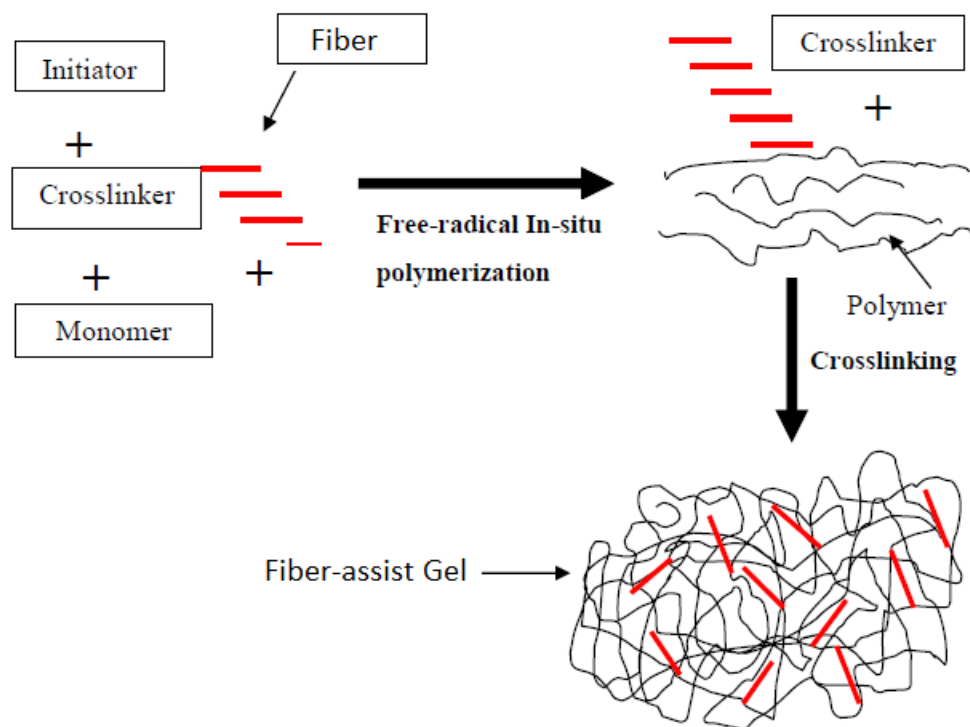 Initiator
Fiber
+
Crosslinker
+
+
Monomer
Free-radical In-situ
polymerization
Crosslinker
+
Polymer
Crosslinking
Fiber-assist Gel